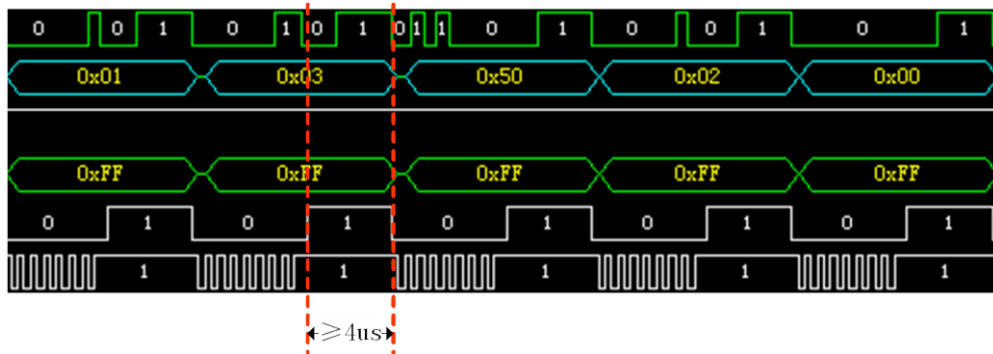 0 0 1 0 1 0 1 0 1 1 0 1 0 0 1 0 1
0x01 0x03 0x50 0x02 0x00
0xFF 0xFF 0xFF 0xFF 0xFF
0 1 0 1 0 1 0 1 0 1
1 1 1 1 1
≥4us